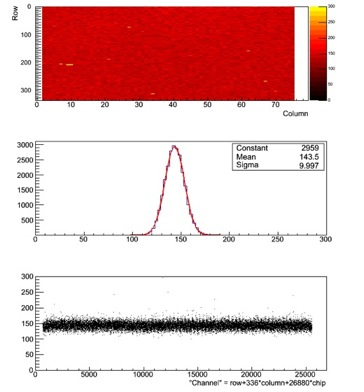 Row
0
100
200
300
0 10 20 30 40 50 60 70
Column
300
250
200
150
100
50
0
3000
2500
2000
1500
1000
500
Constant 2959
Mean 143.5
Sigma 9.997
0 50 100 150 200 250 300
300
250
200
150
100
50
0
0 5000 10000 15000 20000 25000
"Channel" = row+336*column+26880*chip